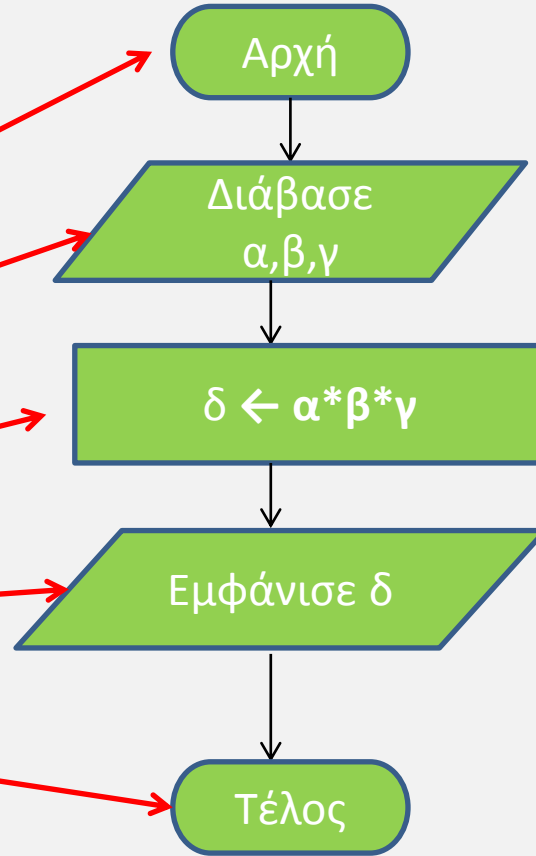 Αρχή
Διάβασε
α,β,γ
δ ← α*β*γ
Εμφάνισε δ
Τέλος